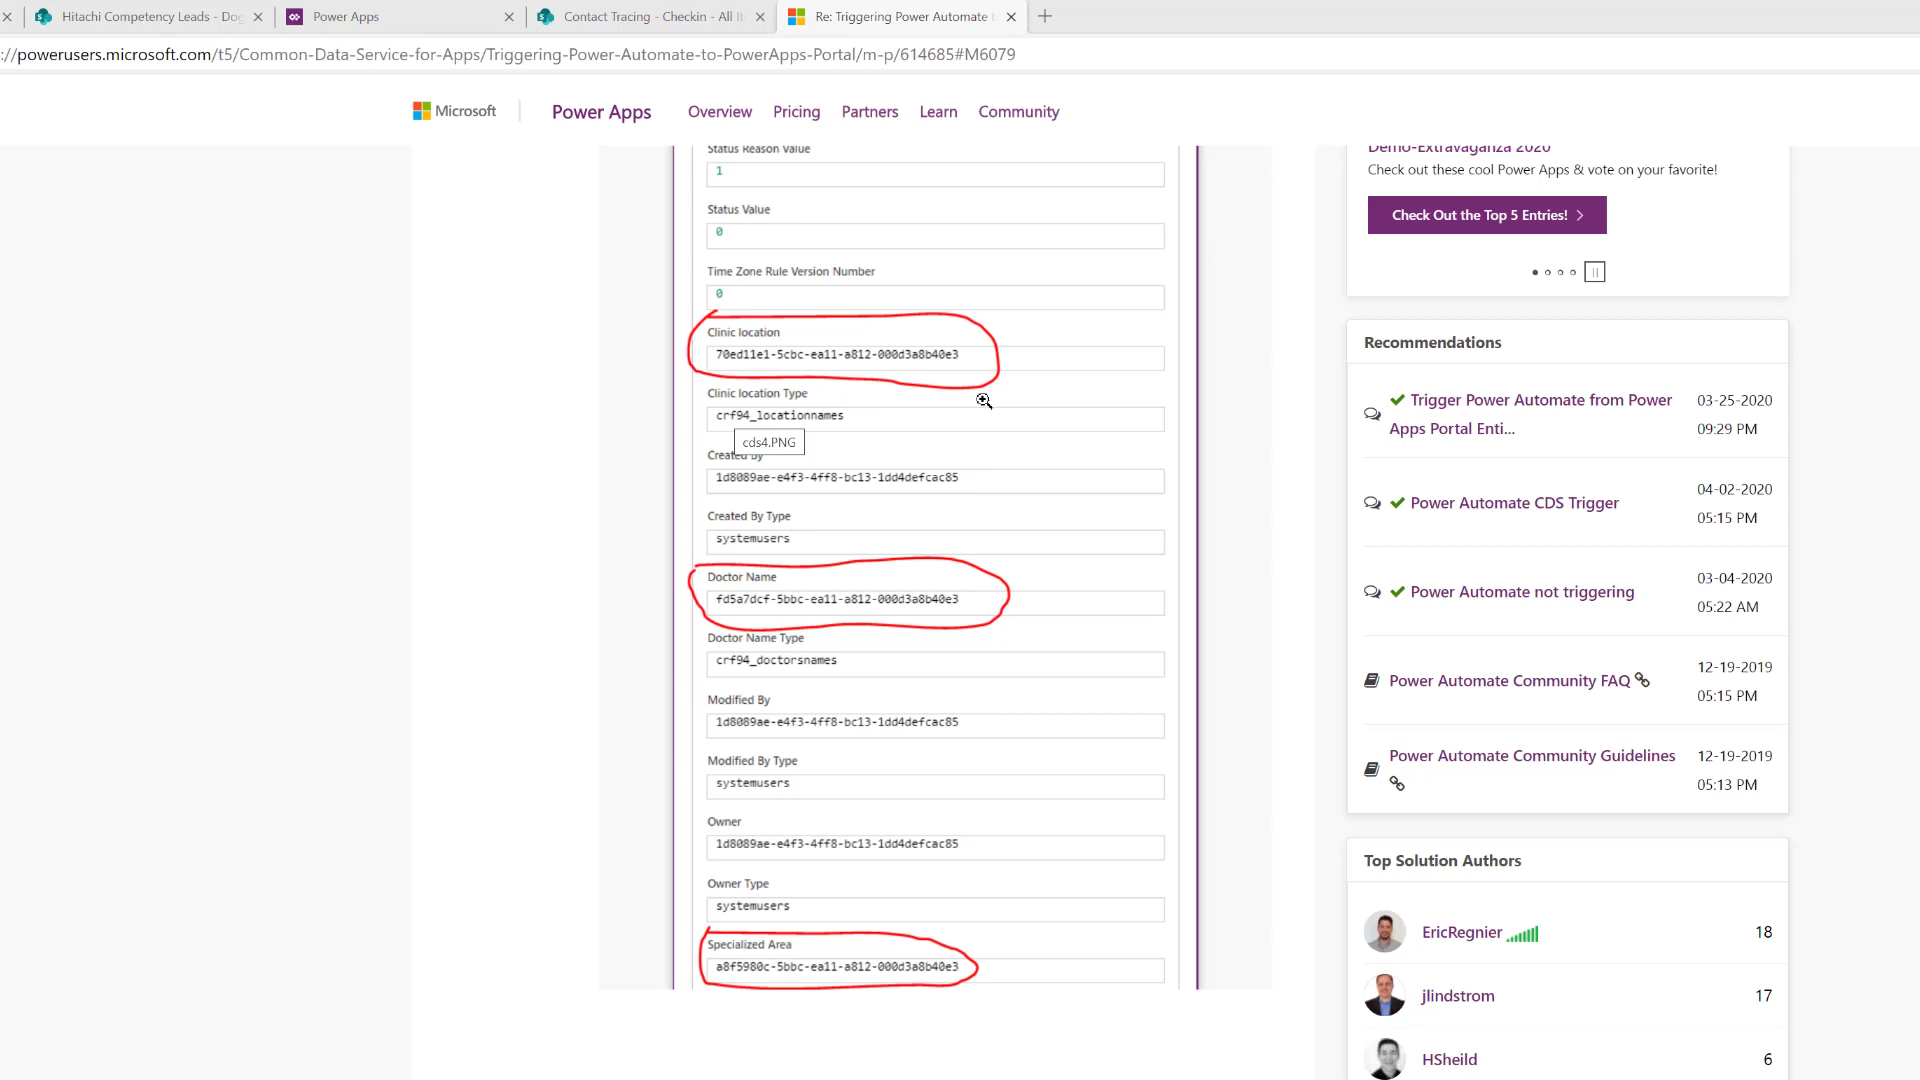 Hitachi Competency Leads - Dog
Power Apps
Contact Tracing - Checkin - All It
Re: Triggering Power Automate t
://powerusers.microsoft.com/t5/Common-Data-Service-for-Apps/Triggering-Power-Automate-to-PowerApps-Portal/m-p/614685#M6079
Microsoft
Power Apps
Overview
Pricing
Partners
Learn
Community
Status Reason Value
1
Status Value
0
Time Zone Rule Version Number
0
Clinic location
70ed11e1-5cbc-ea11-a812-000d3a8b40e3
Clinic location Type
crf94_locationnames
cds4.PNG
Created By
1d8089ae-e4f3-4ff8-bc13-1dd4defcac85
Created By Type
systemusers
Doctor Name
fd5a7dcf-5bbc-ea11-a812-000d3a8b40e3
Doctor Name Type
crf94_doctorsnames
Modified By
1d8089ae-e4f3-4ff8-bc13-1dd4defcac85
Modified By Type
systemusers
Owner
1d8089ae-e4f3-4ff8-bc13-1dd4defcac85
Owner Type
systemusers
Specialized Area
a8f5980c-5bbc-ea11-a812-000d3a8b40e3
Demo-Extravaganza 2020
Check out these cool Power Apps & vote on your favorite!
Check Out the Top 5 Entries!
Recommendations
Trigger Power Automate from Power
Apps Portal Enti...
03-25-2020
09:29 PM
Power Automate CDS Trigger
04-02-2020
05:15 PM
Power Automate not triggering
03-04-2020
05:22 AM
Power Automate Community FAQ
12-19-2019
05:15 PM
Power Automate Community Guidelines
12-19-2019
05:13 PM
Top Solution Authors
EricRegnier
18
jlindstrom
17
HSheild
6